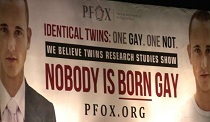 PFOX
IDENTICAL TWINS: ONE GAY. ONE NOT.
WE BELIEVE TWINS RESEARCH STUDIES SHOW
NOBODY IS BORN GAY
PFOX.ORG